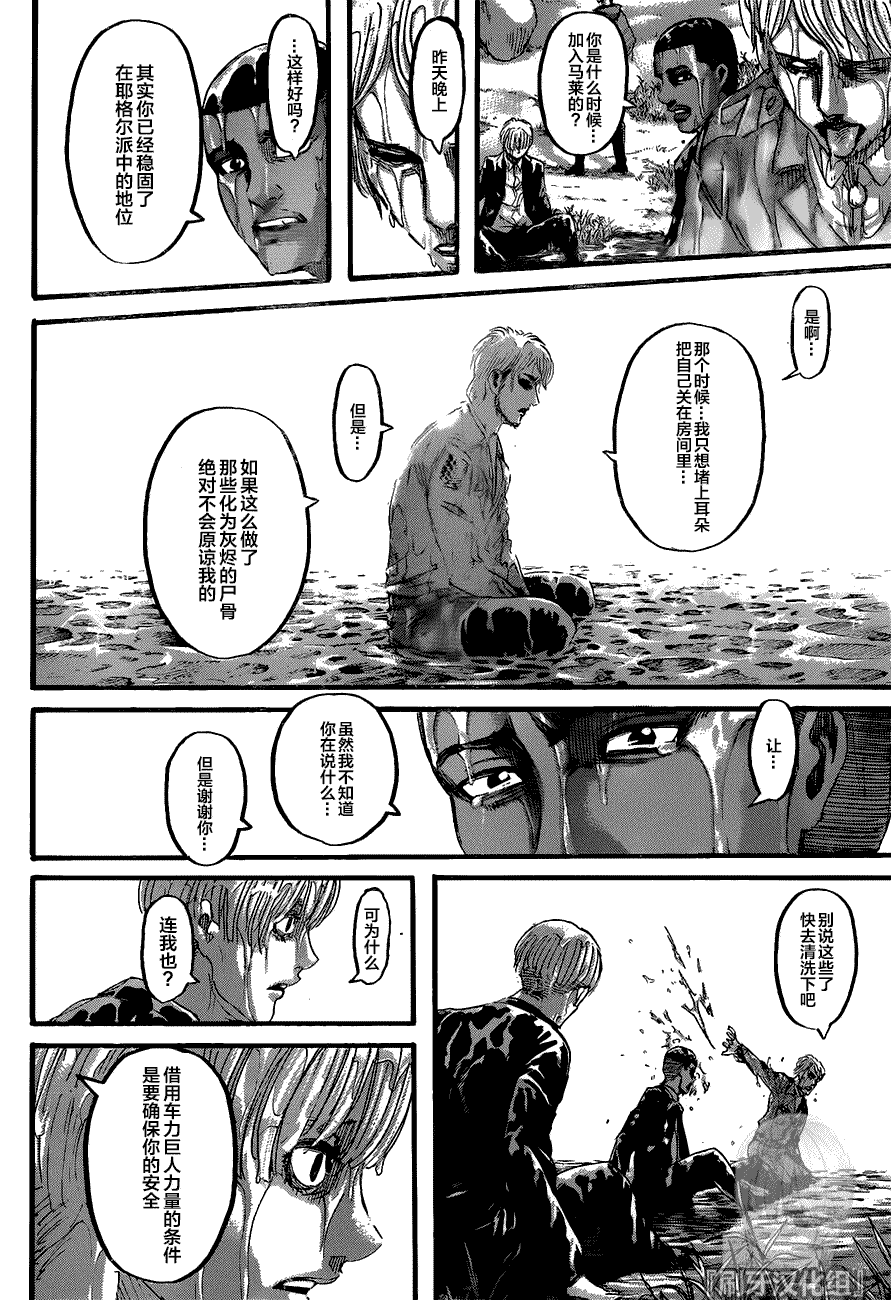 你是什么时候…
加入马莱的？
昨天晚上
…这样好吗？
其实你已经稳固了
在耶格尔派中的地位
是啊…
那个时候…我只想堵上耳朵
把自己关在房间里…
但是…
如果这么做了
那些化为灰烬的尸骨
绝对不会原谅我的
让…
虽然我不知道
你在说什么…
但是谢谢你…
别说这些了
快去清洗下吧
可为什么
连我也？
借用车力巨人力量的条件
是要确保你的安全
『刷牙汉化组』